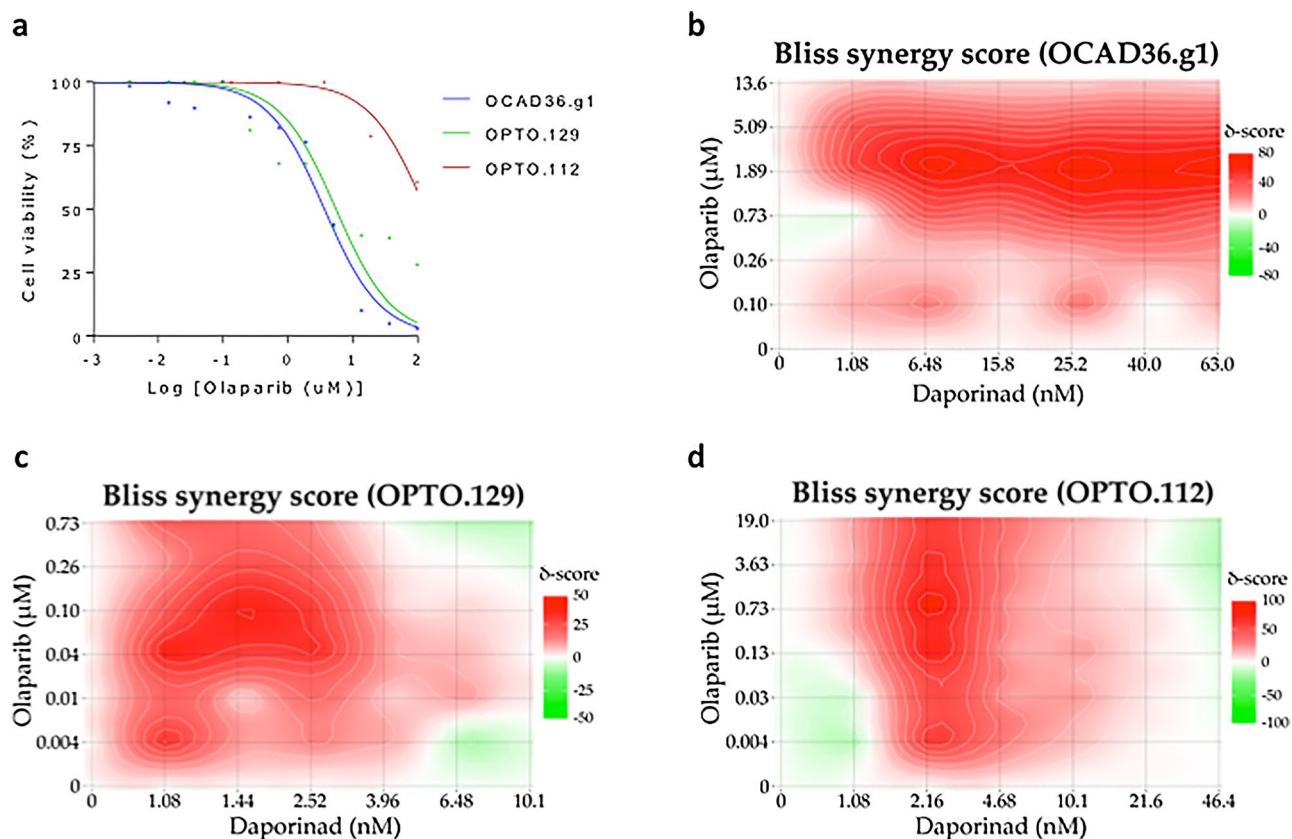 a
100
75
50
25
0
-3 -2 -1 0 1 2
Cell viability (%)
Log [Olaparib (uM)]
OCAD36.g1
OPTO.129
OPTO.112
b
Bliss synergy score (OCAD36.g1)
13.6
5.09
1.89
0.73
0.26
0.10
0
Olaparib (µM)
0 1.08 6.48 15.8 25.2 40.0 63.0
Daporinad (nM)
δ-score
80
40
0
-40
-80
c
Bliss synergy score (OPTO.129)
0.73
0.26
0.10
0.04
0.01
0.004
0
Olaparib (µM)
0 1.08 1.44 2.52 3.96 6.48 10.1
Daporinad (nM)
δ-score
50
25
0
-25
-50
d
Bliss synergy score (OPTO.112)
19.0
3.63
0.73
0.13
0.03
0.004
0
Olaparib (µM)
0 1.08 2.16 4.68 10.1 21.6 46.4
Daporinad (nM)
δ-score
100
50
0
-50
-100